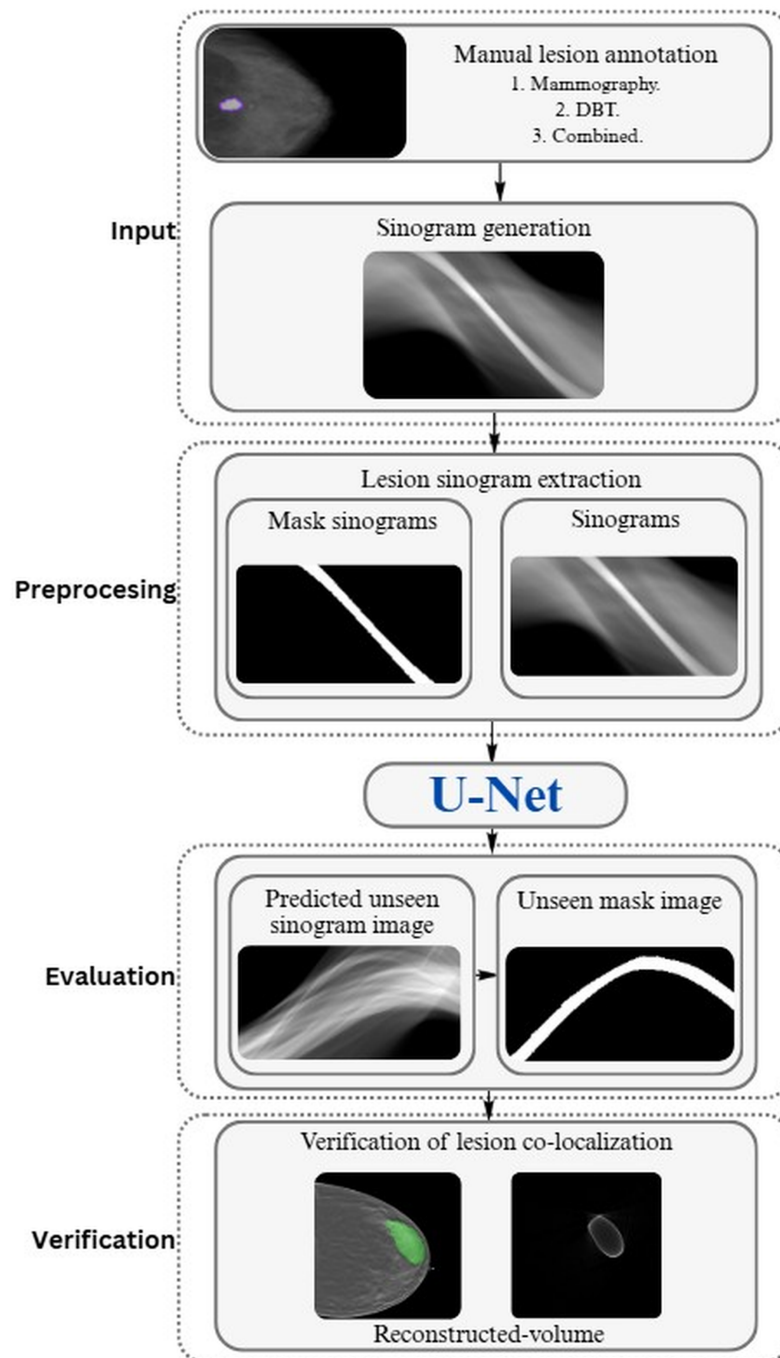 Manual lesion annotation
1. Mammography.
2. DBT.
3. Combined.
Input
Sinogram generation
Preprocesing
Lesion sinogram extraction
Mask sinograms
Sinograms
U-Net
Evaluation
Predicted unseen
sinogram image
Unseen mask image
Verification
Verification of lesion co-localization
Reconstructed-volume